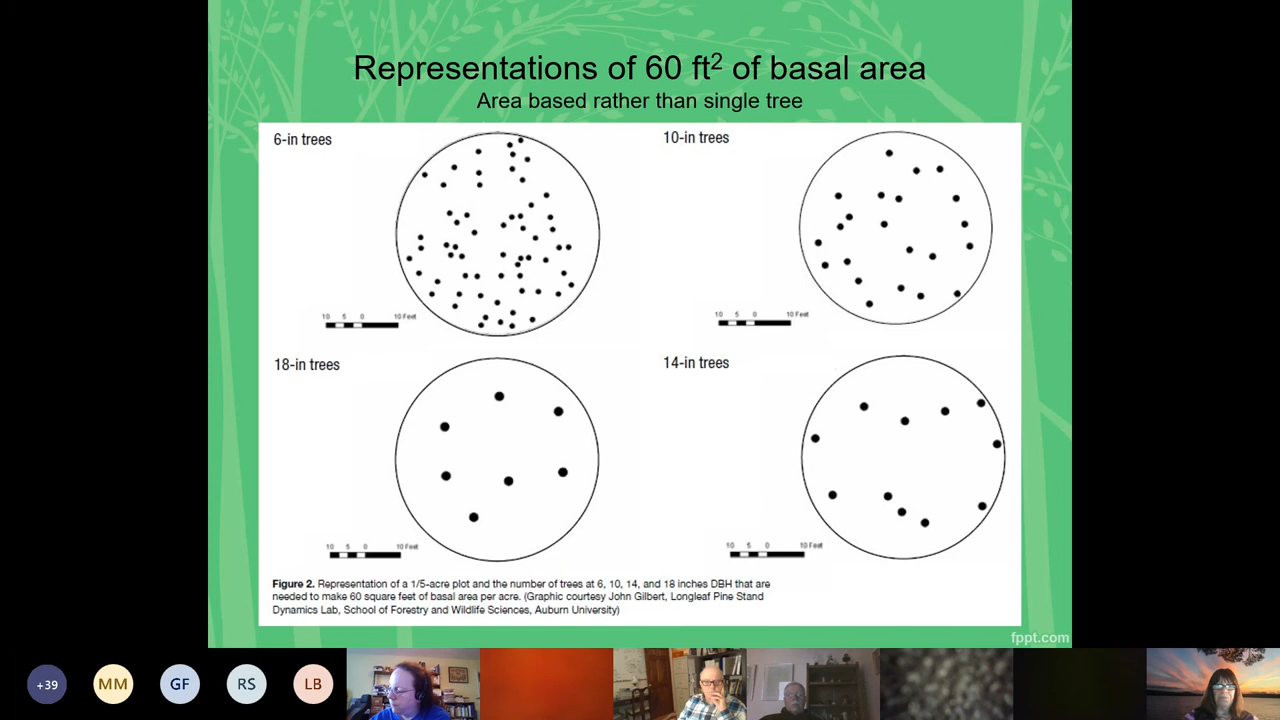 Representations of 60 ft² of basal area
Area based rather than single tree
6-in trees
10-in trees
10 5 0 10 Feet
10 5 0 10 Feet
18-in trees
14-in trees
10 5 0 10 Feet
10 5 0 10 Feet
Figure 2. Representation of a 1/5-acre plot and the number of trees at 6, 10, 14, and 18 inches DBH that are
needed to make 60 square feet of basal area per acre. (Graphic courtesy John Gilbert, Longleaf Pine Stand
Dynamics Lab, School of Forestry and Wildlife Sciences, Auburn University)
fppt.com
+39 MM GF RS LB